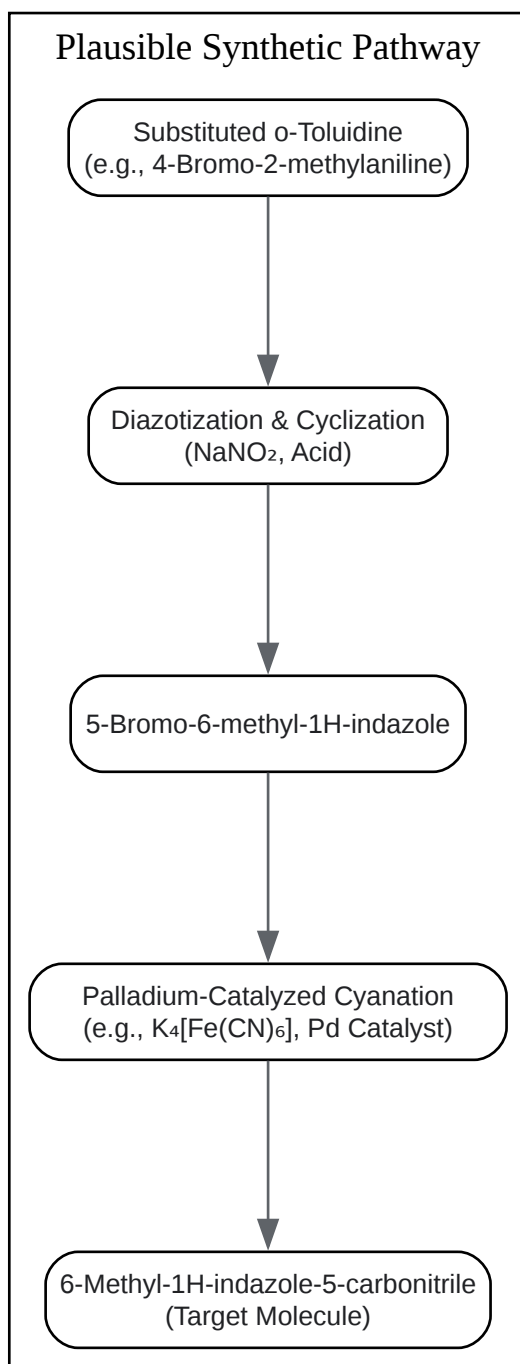 Plausible Synthetic Pathway
Substituted o-Toluidine
(e.g., 4-Bromo-2-methylaniline)
Diazotization & Cyclization
(NaNO₂, Acid)
5-Bromo-6-methyl-1H-indazole
Palladium-Catalyzed Cyanation
(e.g., K₄[Fe(CN)₆], Pd Catalyst)
6-Methyl-1H-indazole-5-carbonitrile
(Target Molecule)